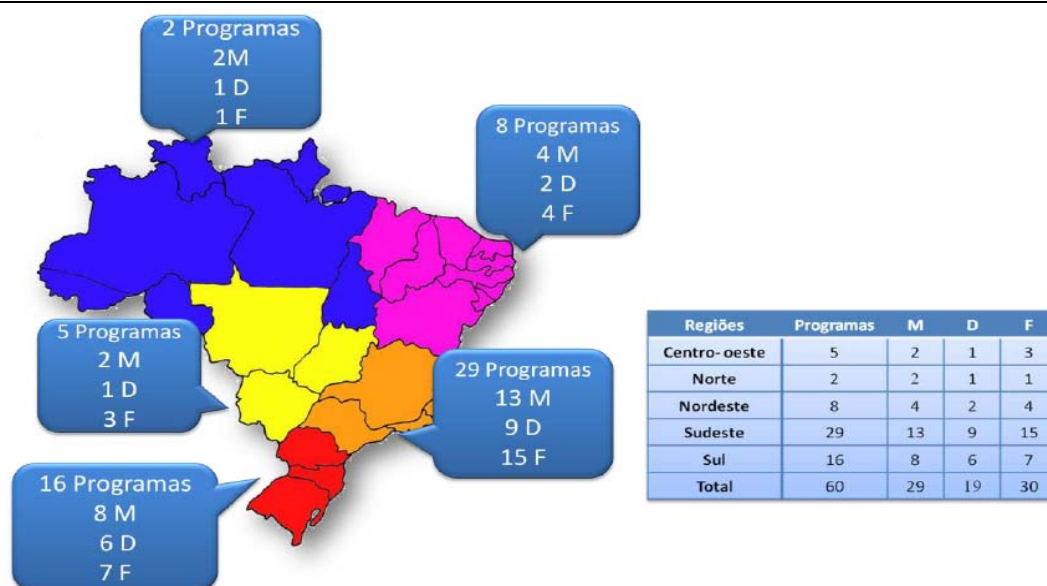 2 Programas
2M
1 D
1 F
8 Programas
4 M
2 D
4 F
5 Programas
2 M
1 D
3 F
29 Programas
13 M
9 D
15 F
16 Programas
8 M
6 D
7 F
Regiões Programas M D F
Centro-oeste 5 2 1 3
Norte 2 2 1 1
Nordeste 8 4 2 4
Sudeste 29 13 9 15
Sul 16 8 6 7
Total 60 29 19 30